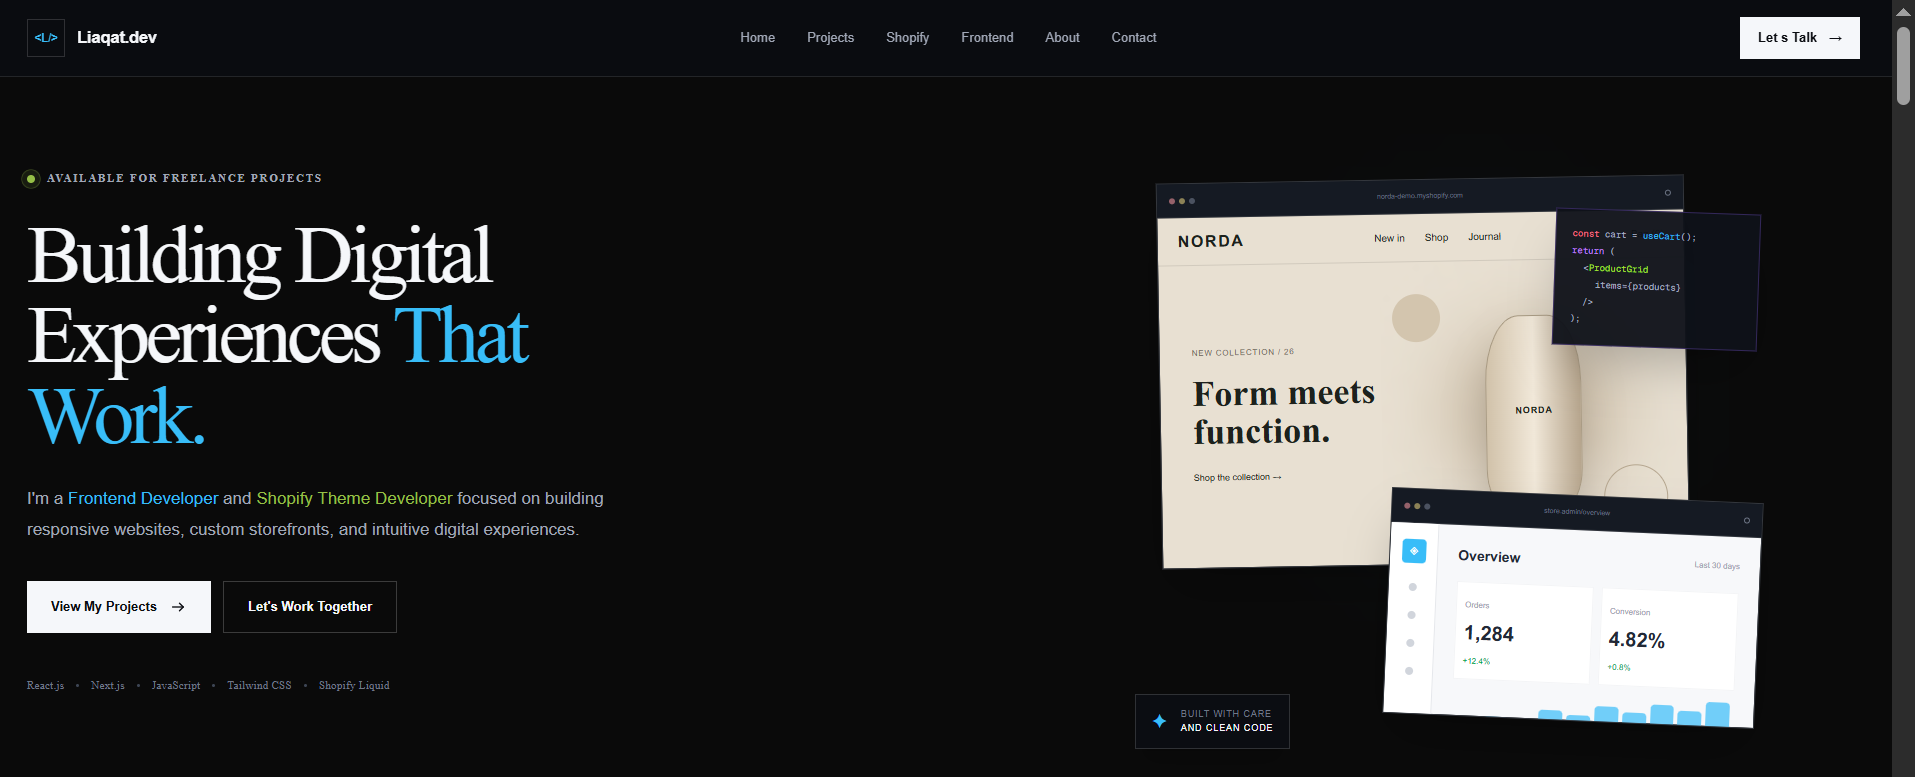 <L/> Liaqat.dev
Home Projects Shopify Frontend About Contact
Let s Talk →
AVAILABLE FOR FREELANCE PROJECTS
Building Digital
Experiences That
Work.
I'm a Frontend Developer and Shopify Theme Developer focused on building
responsive websites, custom storefronts, and intuitive digital experiences.
View My Projects →
Let's Work Together
React.js • Next.js • JavaScript • Tailwind CSS • Shopify Liquid
norda-demo.myshopify.com
NORDA
New in Shop Journal
NEW COLLECTION / 26
Form meets
function.
Shop the collection →
NORDA
const cart = useCart();
return (
<ProductGrid
items={products}
/>
);
store.admin/overview
Overview
Last 30 days
Orders
1,284
+12.4%
Conversion
4.82%
+0.8%
BUILT WITH CARE
AND CLEAN CODE